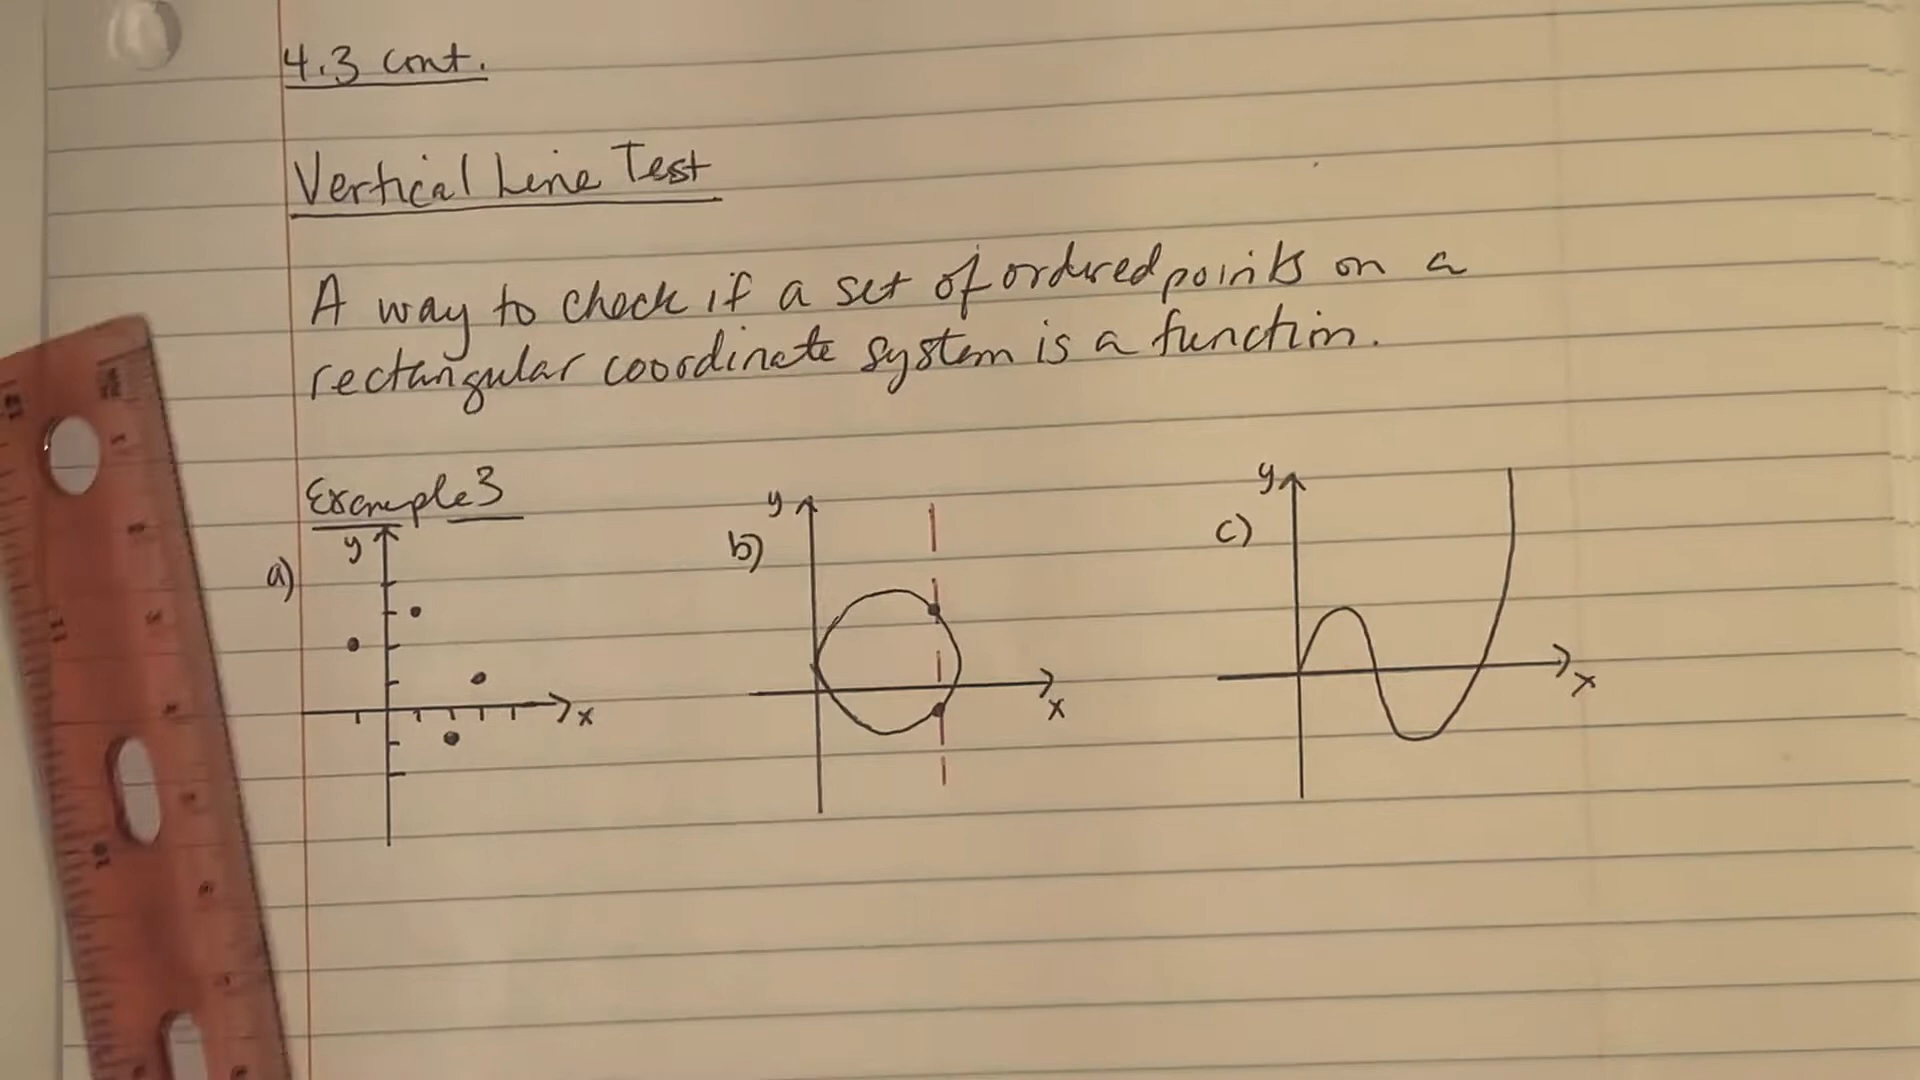 4.3 cont.
Vertical Line Test
A way to check if a set of ordered points on a
rectangular coordinate system is a function.
Example 3
a)
y
x
b)
y
x
c)
y
x